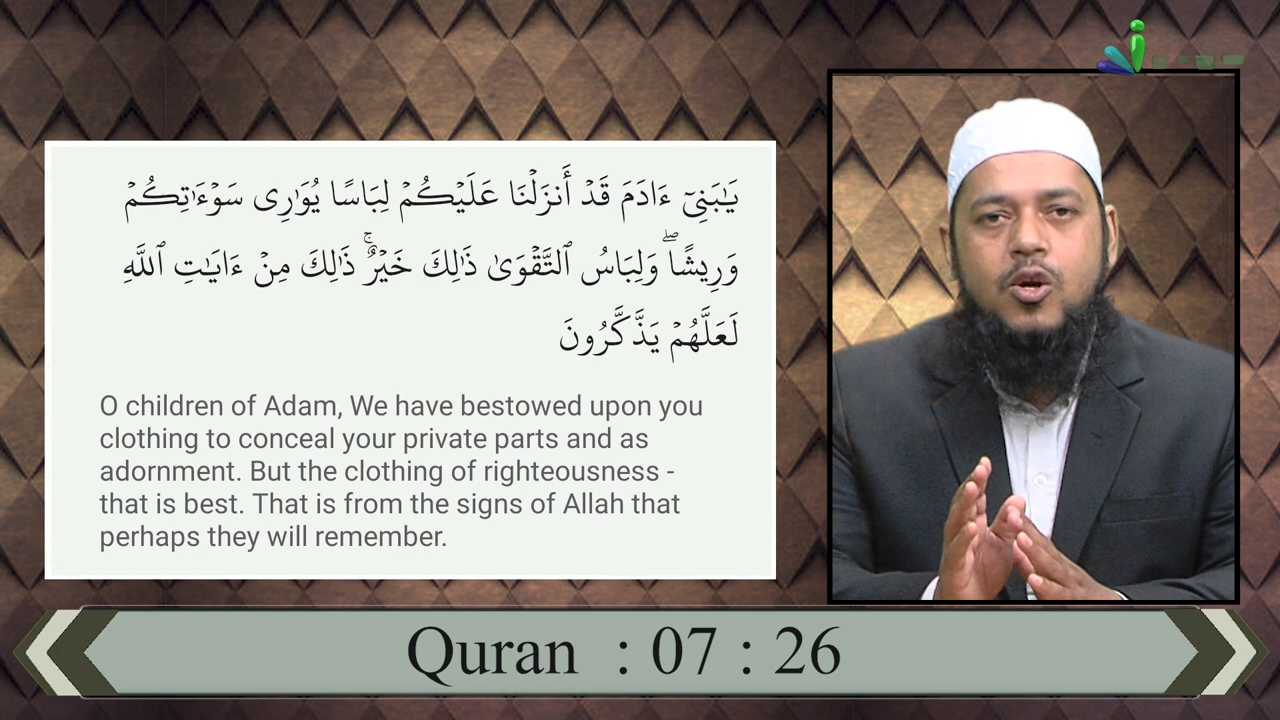 يَـٰبَنِىٓ ءَادَمَ قَدْ أَنزَلْنَا عَلَيْكُمْ لِبَاسًا يُوَٰرِى سَوْءَٰتِكُمْ
وَرِيشًا ۖ وَلِبَاسُ ٱلتَّقْوَىٰ ذَٰلِكَ خَيْرٌ ۚ ذَٰلِكَ مِنْ ءَايَـٰتِ ٱللَّهِ
لَعَلَّهُمْ يَذَّكَّرُونَ
O children of Adam, We have bestowed upon you
clothing to conceal your private parts and as
adornment. But the clothing of righteousness -
that is best. That is from the signs of Allah that
perhaps they will remember.
Quran : 07 : 26